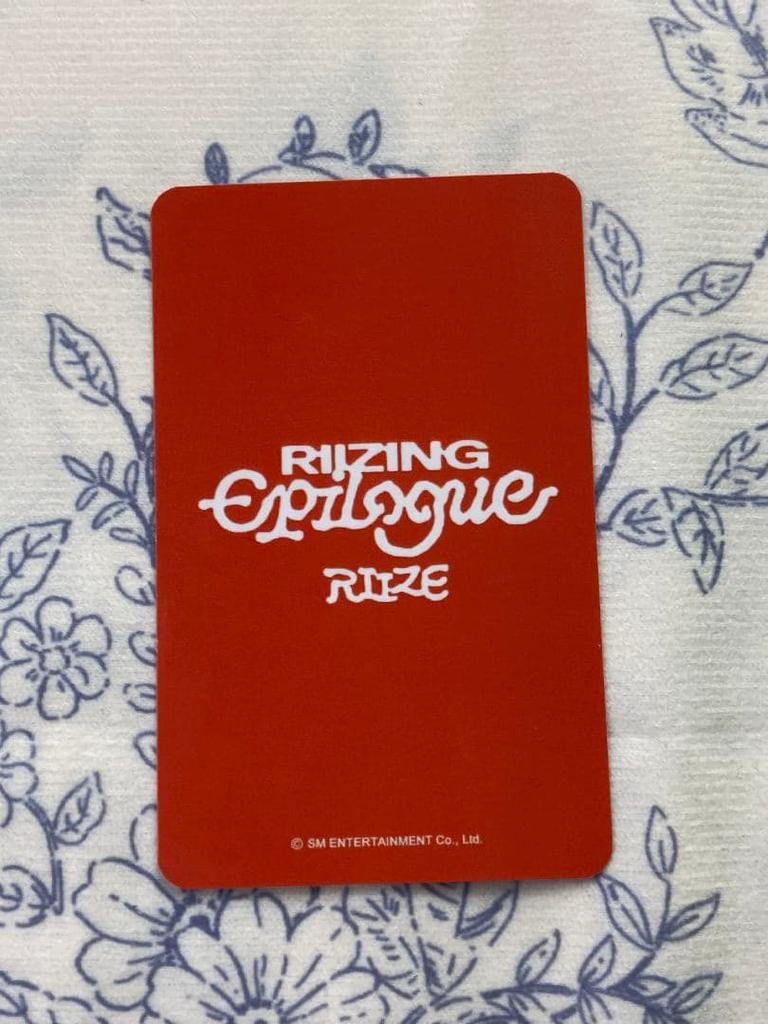 RIIZING
Epilogue
RIIZE
© SM ENTERTAINMENT Co., Ltd.